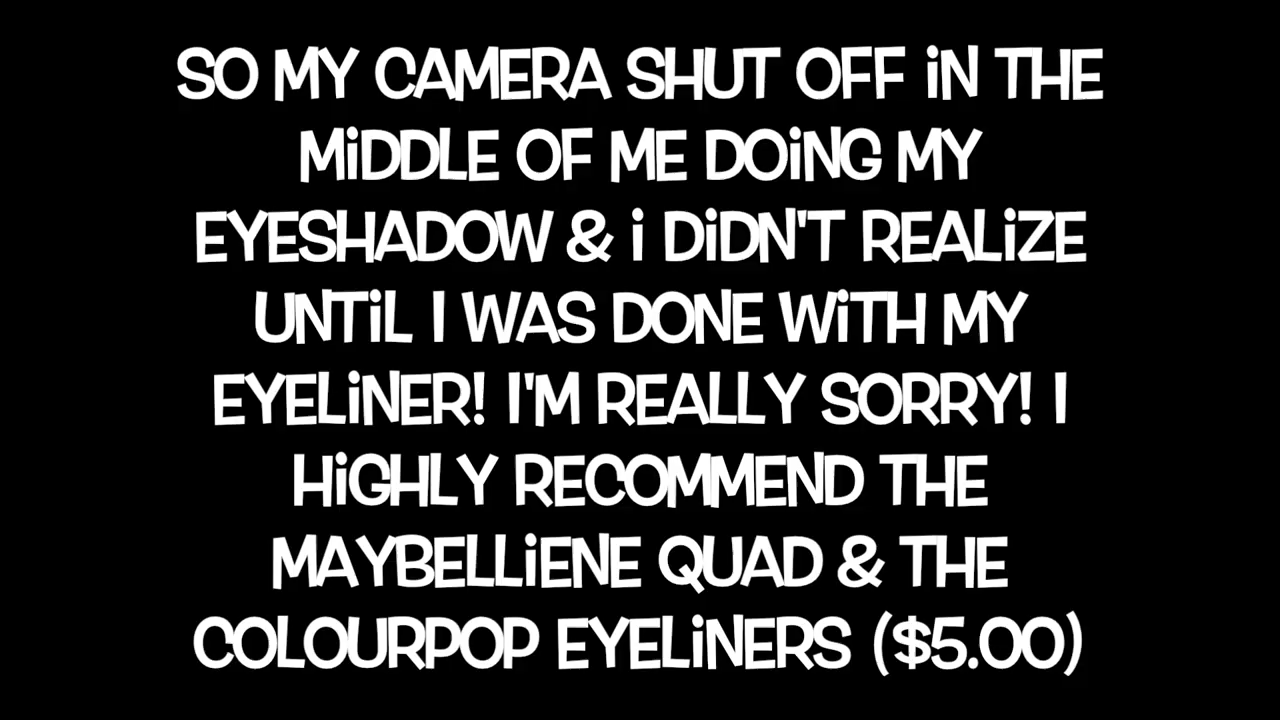 SO MY CAMERA SHUT OFF iN THE
MiDDLE OF ME DOiNG MY
EYESHADOW & i DiDN'T REALiZE
UNTiL I WAS DONE WiTH MY
EYELiNER! I'M REALLY SORRY! I
HiGHLY RECOMMEND THE
MAYBELLiENE QUAD & THE
COLOURPOP EYELiNERS ($5.00)